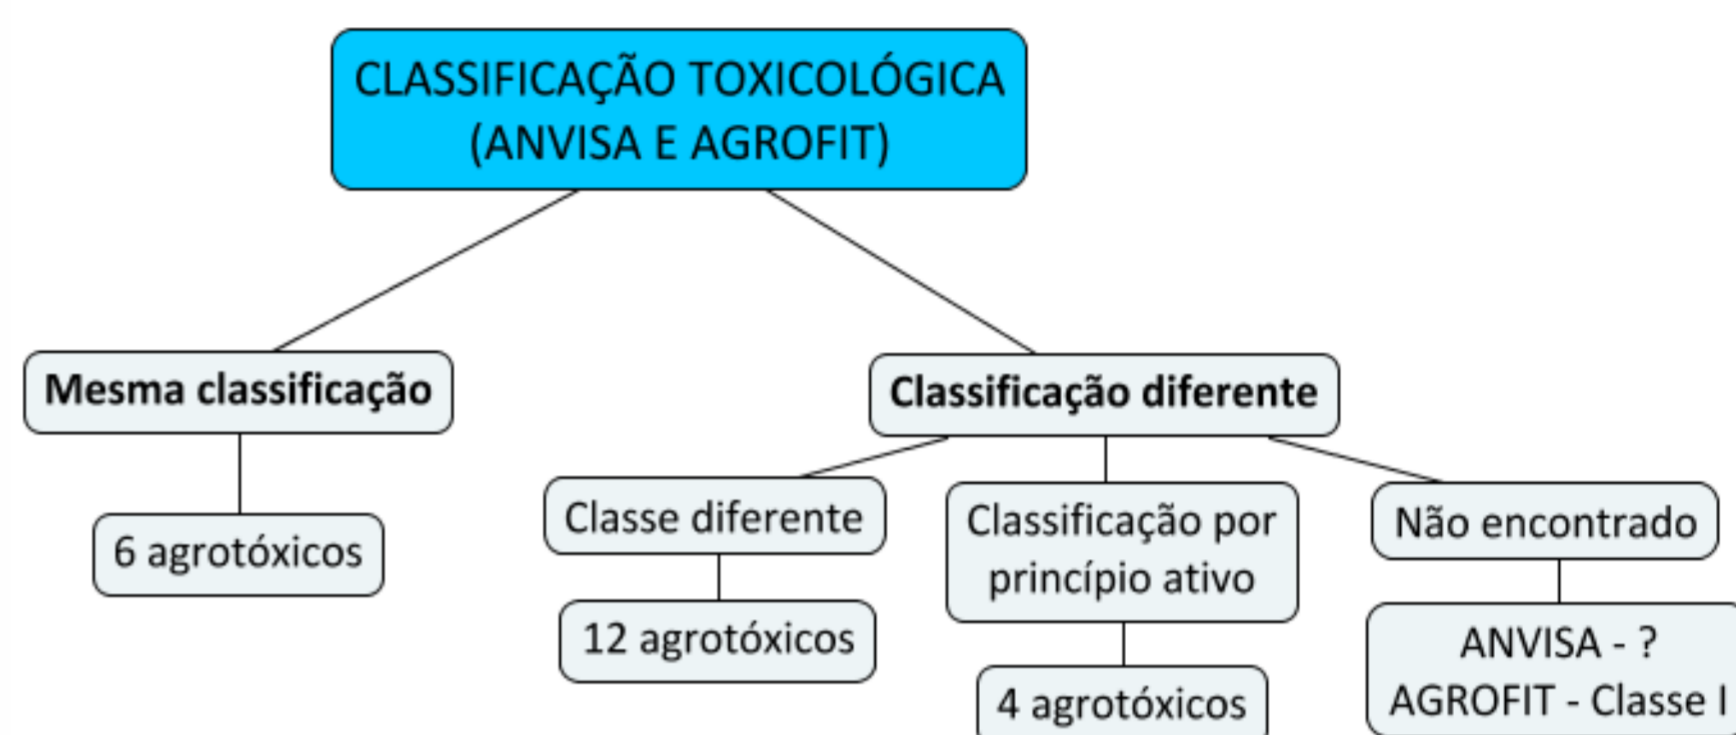 CLASSIFICAÇÃO TOXICOLÓGICA
(ANVISA E AGROFIT)
Mesma classificação
6 agrotóxicos
Classificação diferente
Classe diferente
12 agrotóxicos
Classificação por
princípio ativo
4 agrotóxicos
Não encontrado
ANVISA - ?
AGROFIT - Classe I